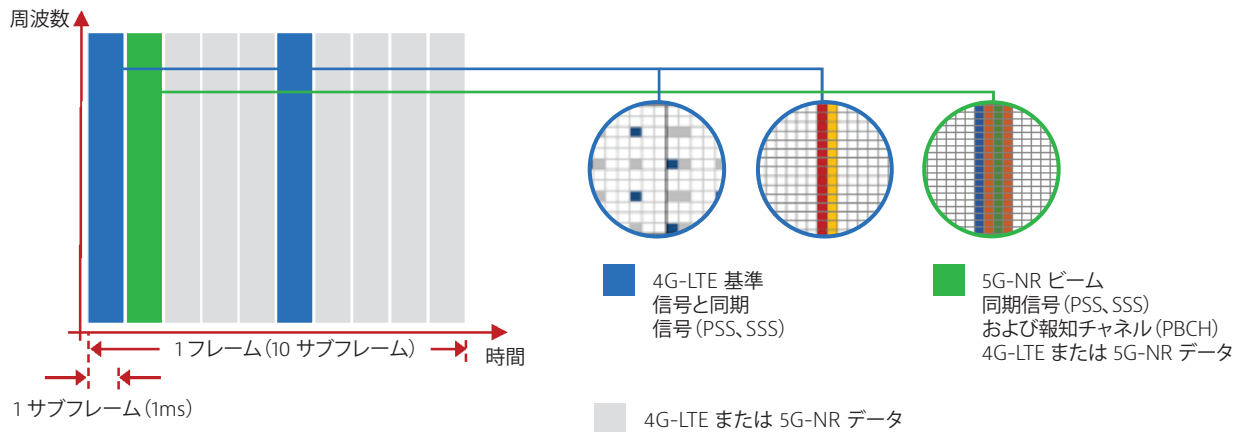 周波数
4G-LTE 基準
信号と同期
信号（PSS、SSS）
5G-NR ビーム
同期信号（PSS、SSS）
および報知チャネル（PBCH）
4G-LTE または 5G-NR データ
1 フレーム（10 サブフレーム）
時間
1 サブフレーム（1ms）
4G-LTE または 5G-NR データ